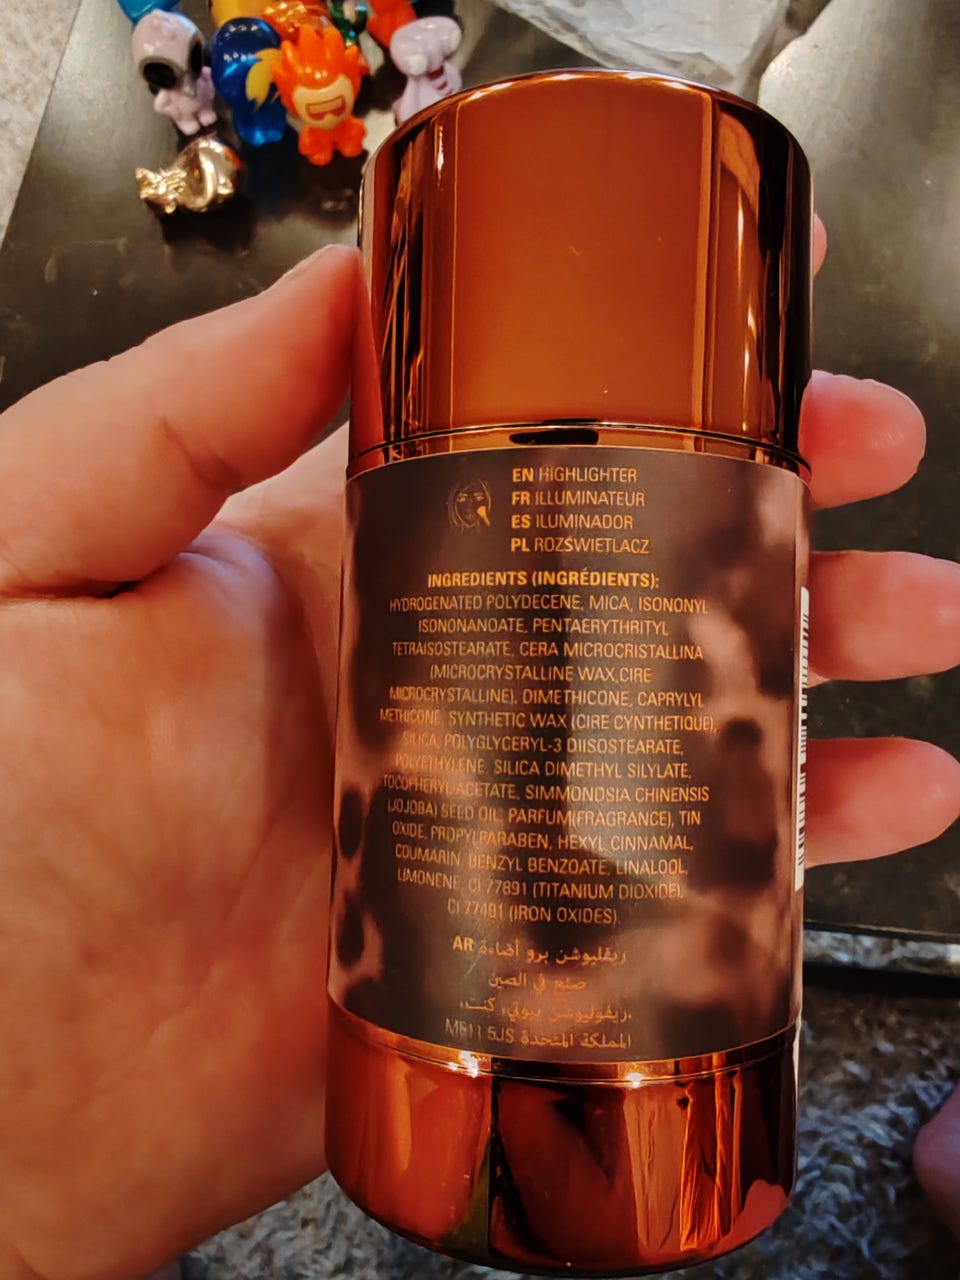 EN HIGHLIGHTER
FR ILLUMINATEUR
ES ILUMINADOR
PL ROZŚWIETLACZ
INGREDIENTS (INGRÉDIENTS):
HYDROGENATED POLYDECENE, MICA, ISONONYL
ISONONANOATE, PENTAERYTHRITYL
TETRAISOSTEARATE, CERA MICROCRISTALLINA
(MICROCRYSTALLINE WAX,CIRE
MICROCRYSTALLINE), DIMETHICONE, CAPRYLYL
METHICONE, SYNTHETIC WAX (CIRE CYNTHETIQUE),
SILICA, POLYGLYCERYL-3 DIISOSTEARATE,
POLYETHYLENE, SILICA DIMETHYL SILYLATE,
TOCOPHERYL ACETATE, SIMMONDSIA CHINENSIS
(JOJOBA) SEED OIL, PARFUM(FRAGRANCE), TIN
OXIDE, PROPYLPARABEN, HEXYL CINNAMAL,
COUMARIN, BENZYL BENZOATE, LINALOOL,
LIMONENE, CI 77891 (TITANIUM DIOXIDE),
CI 77491 (IRON OXIDES).
AR ريفليوشن برو أضاءة
صنع في الصين
ريفوليوشن بيوتي، كنت،
المملكة المتحدة ME11 5JS